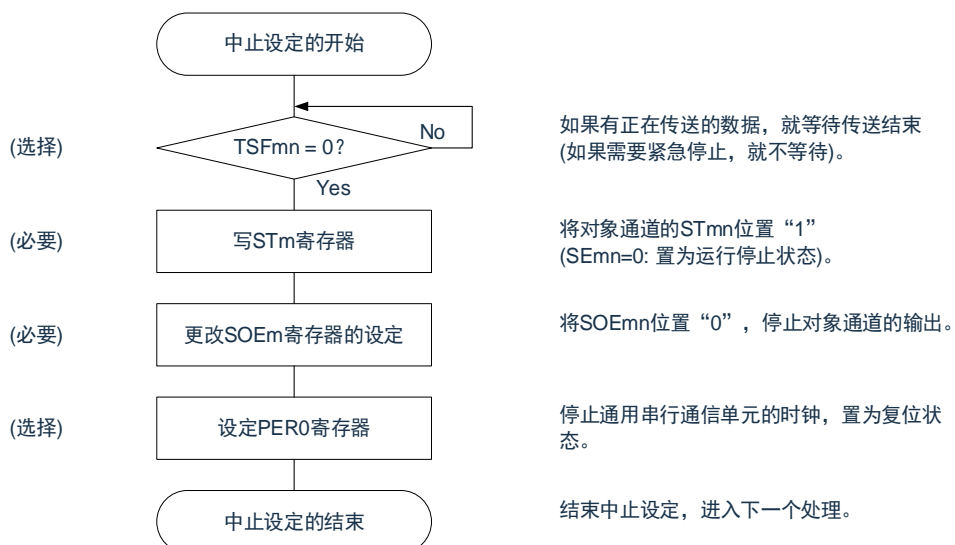 中止设定的开始
(选择)
TSFmn = 0?
No
如果有正在传送的数据，就等待传送结束
(如果需要紧急停止，就不等待)。
Yes
(必要)
写STm寄存器
将对象通道的STmn位置“1”
(SEmn=0: 置为运行停止状态)。
(必要)
更改SOEm寄存器的设定
将SOEmn位置“0”，停止对象通道的输出。
(选择)
设定PER0寄存器
停止通用串行通信单元的时钟，置为复位状
态。
中止设定的结束
结束中止设定，进入下一个处理。